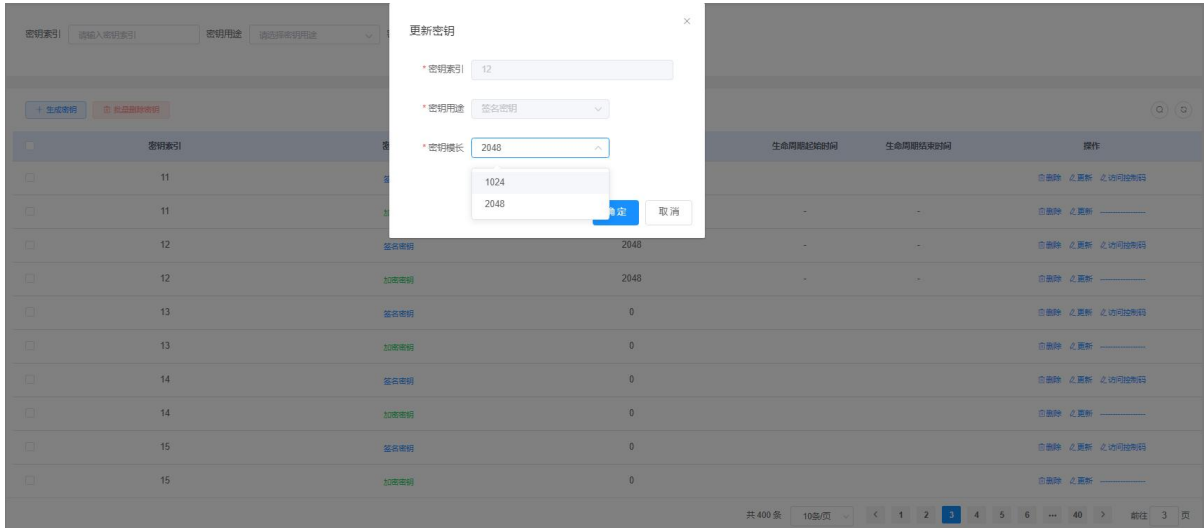 更新密钥
密钥索引 请输入密钥索引 密钥用途 请选择密钥用途
* 密钥索引 12
* 密钥用途 签名密钥
* 密钥模长 2048
1024
2048
确定 取消
+ 生成密钥 批量删除密钥
密钥索引 生命周期起始时间 生命周期结束时间 操作
11 删除 更新 访问控制码
11 - - 删除 更新 ----------------
12 签名密钥 2048 - - 删除 更新 访问控制码
12 加密密钥 2048 - - 删除 更新 ----------------
13 签名密钥 0 删除 更新 访问控制码
13 加密密钥 0 删除 更新 ----------------
14 签名密钥 0 删除 更新 访问控制码
14 加密密钥 0 删除 更新 ----------------
15 签名密钥 0 删除 更新 访问控制码
15 加密密钥 0 删除 更新 ----------------
共 400 条 10条/页 < 1 2 3 4 5 6 ··· 40 > 前往 3 页